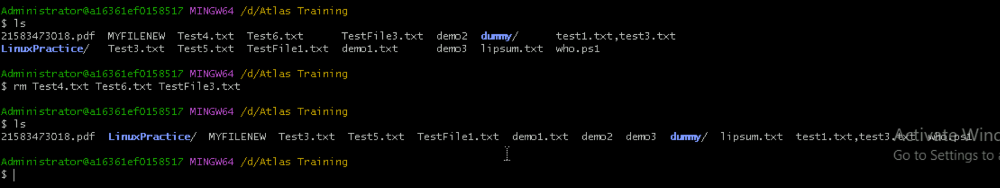 Administrator@a16361ef0158517 MINGW64 /d/Atlas Training
$ ls
21583473018.pdf MYFILENEW Test4.txt Test6.txt TestFile3.txt demo2 dummy/ test1.txt,test3.txt
LinuxPractice/ Test3.txt Test5.txt TestFile1.txt demo1.txt demo3 lipsum.txt who.ps1
Administrator@a16361ef0158517 MINGW64 /d/Atlas Training
$ rm Test4.txt Test6.txt TestFile3.txt
Administrator@a16361ef0158517 MINGW64 /d/Atlas Training
$ ls
21583473018.pdf LinuxPractice/ MYFILENEW Test3.txt Test5.txt TestFile1.txt demo1.txt demo2 demo3 dummy/ lipsum.txt test1.txt,test3.txt who.ps1
Activate Winc
Go to Settings to a
Administrator@a16361ef0158517 MINGW64 /d/Atlas Training
$